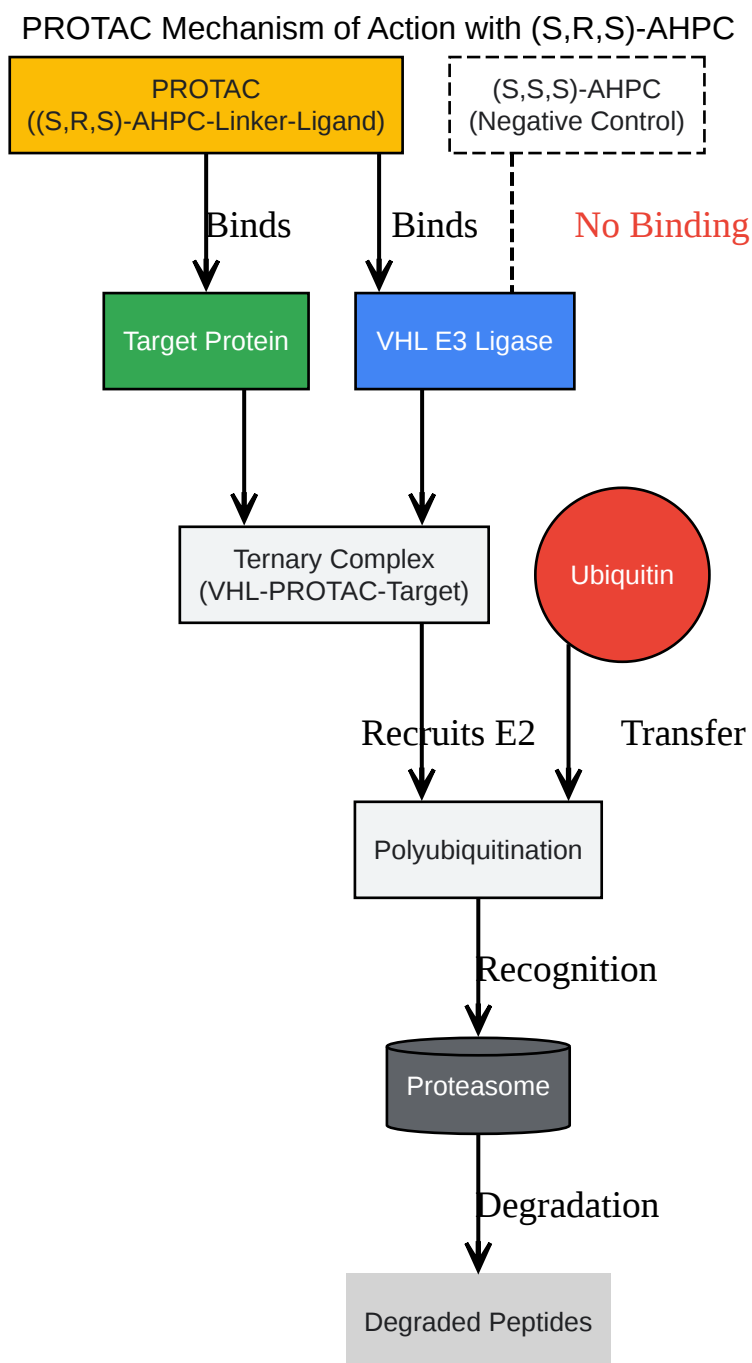 PROTAC Mechanism of Action with (S,R,S)-AHPC
PROTAC
((S,R,S)-AHPC-Linker-Ligand)
(S,S,S)-AHPC
(Negative Control)
Binds
Binds
No Binding
Target Protein
VHL E3 Ligase
Ternary Complex
(VHL-PROTAC-Target)
Ubiquitin
Recruits E2
Transfer
Polyubiquitination
Recognition
Proteasome
Degradation
Degraded Peptides